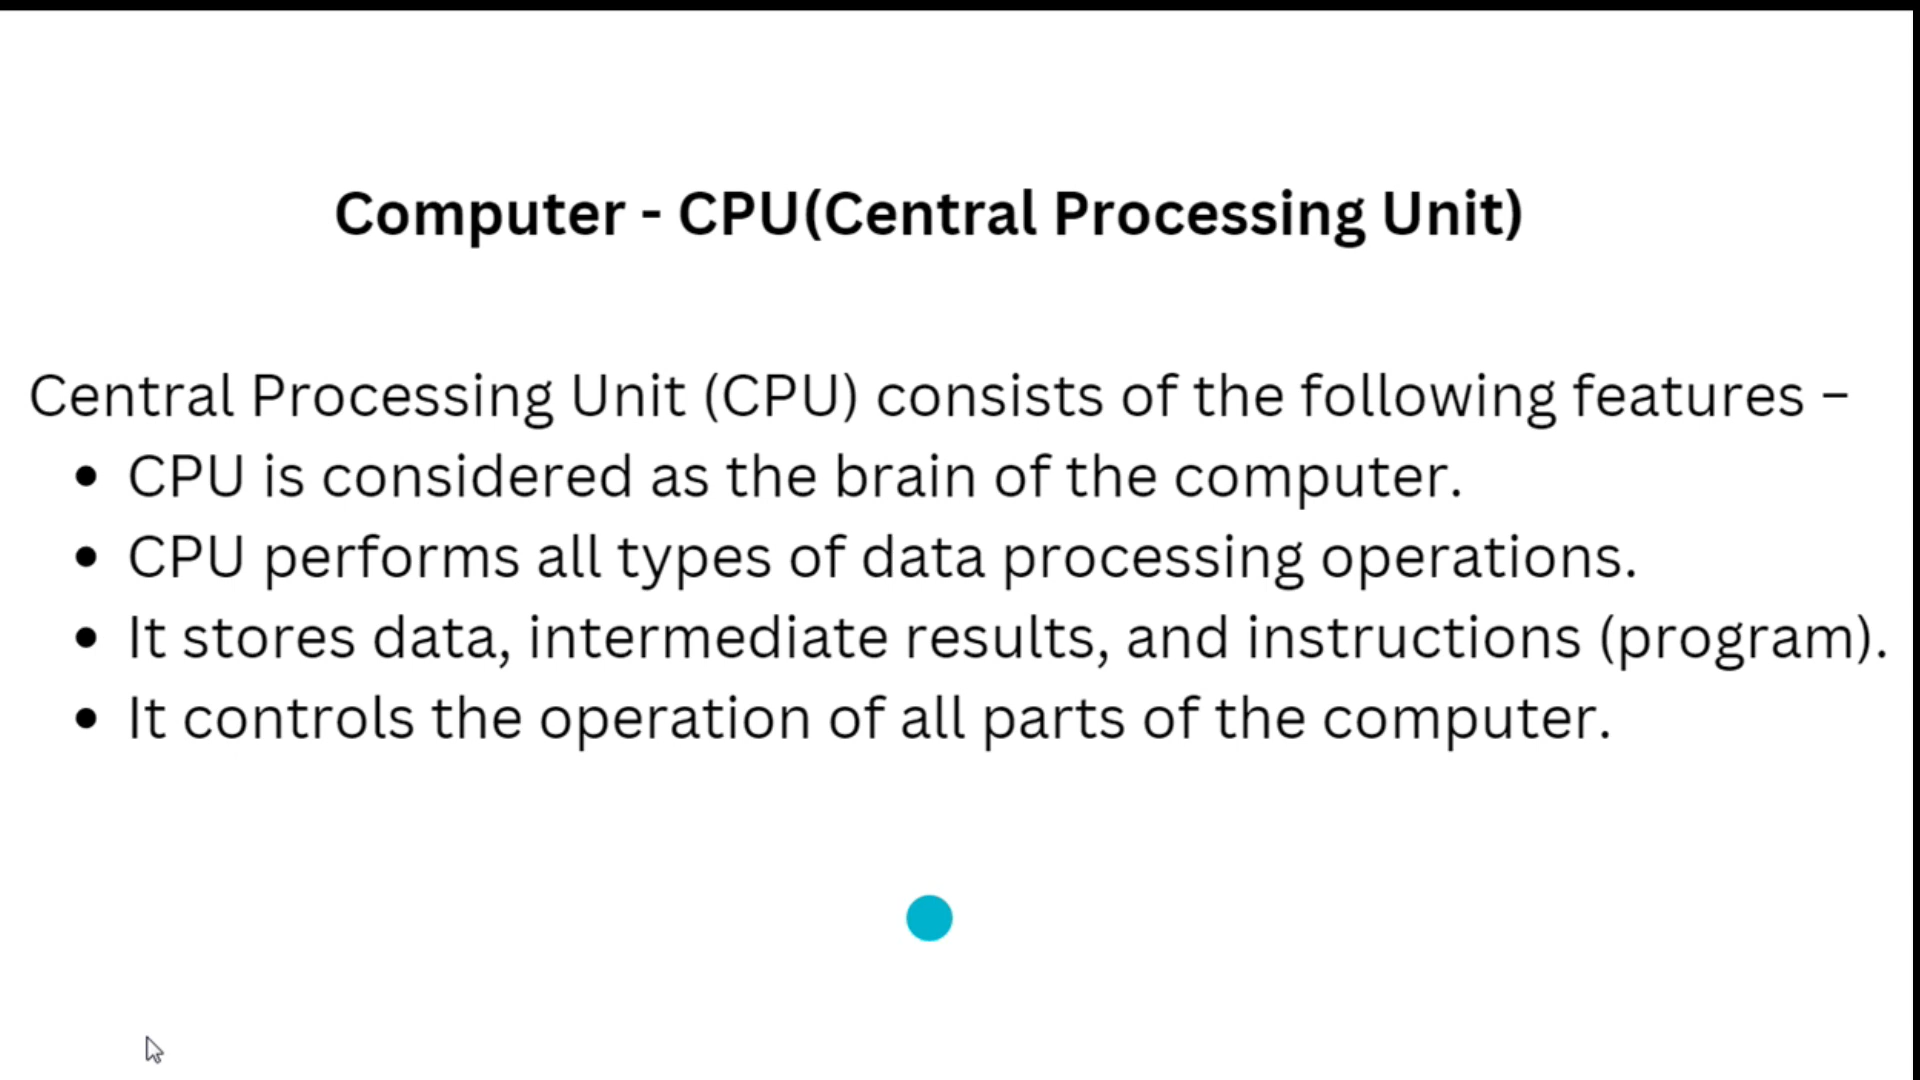 Computer - CPU(Central Processing Unit)
Central Processing Unit (CPU) consists of the following features –
• CPU is considered as the brain of the computer.
• CPU performs all types of data processing operations.
• It stores data, intermediate results, and instructions (program).
• It controls the operation of all parts of the computer.